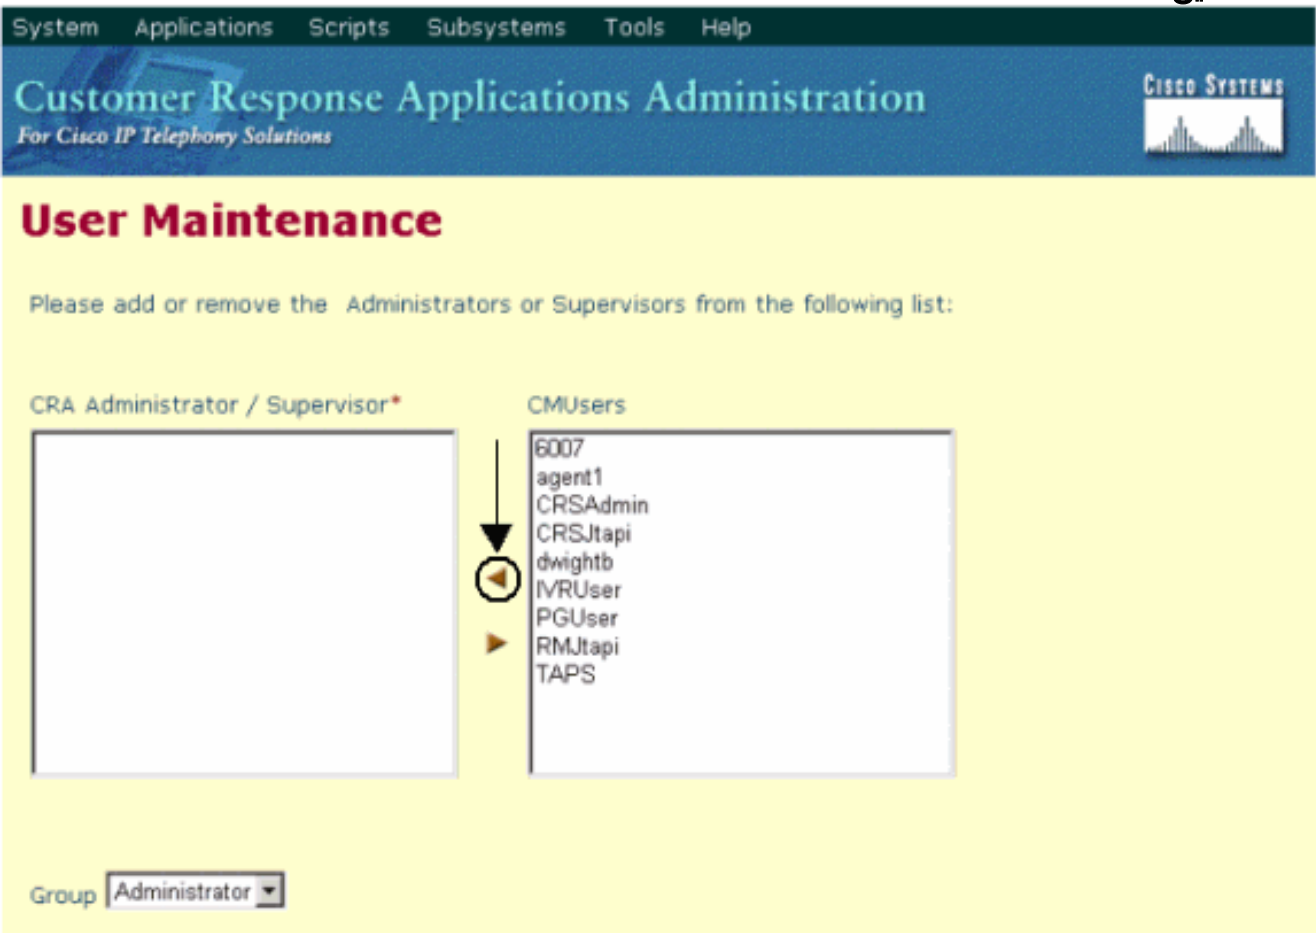 System Applications Scripts Subsystems Tools Help
Customer Response Applications Administration
For Cisco IP Telephony Solutions
CISCO SYSTEMS
User Maintenance
Please add or remove the Administrators or Supervisors from the following list:
CRA Administrator / Supervisor*
CMUsers
6007
agent1
CRSAdmin
CRSJtapi
dwightb
IVRUser
PGUser
RMJtapi
TAPS
Group Administrator